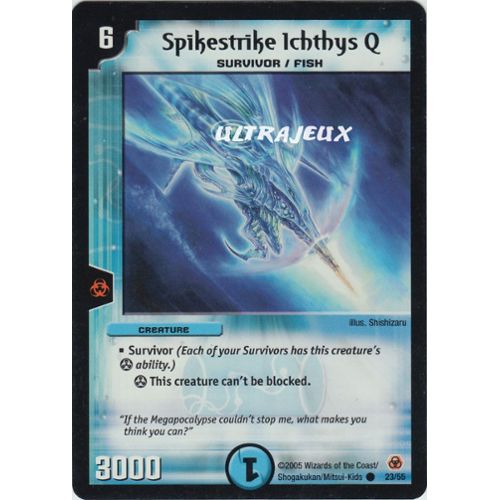 6
Spikestrike Ichthys Q
SURVIVOR / FISH
ULTRAJEUX
illus. Shishizaru
CREATURE
▪ Survivor (Each of your Survivors has this creature's
ability.)
This creature can't be blocked.
"If the Megapocalypse couldn't stop me, what makes
you think you can?"
3000
1
©2005 Wizards of the Coast/
Shogakukan/Mitsui-Kids
23/55